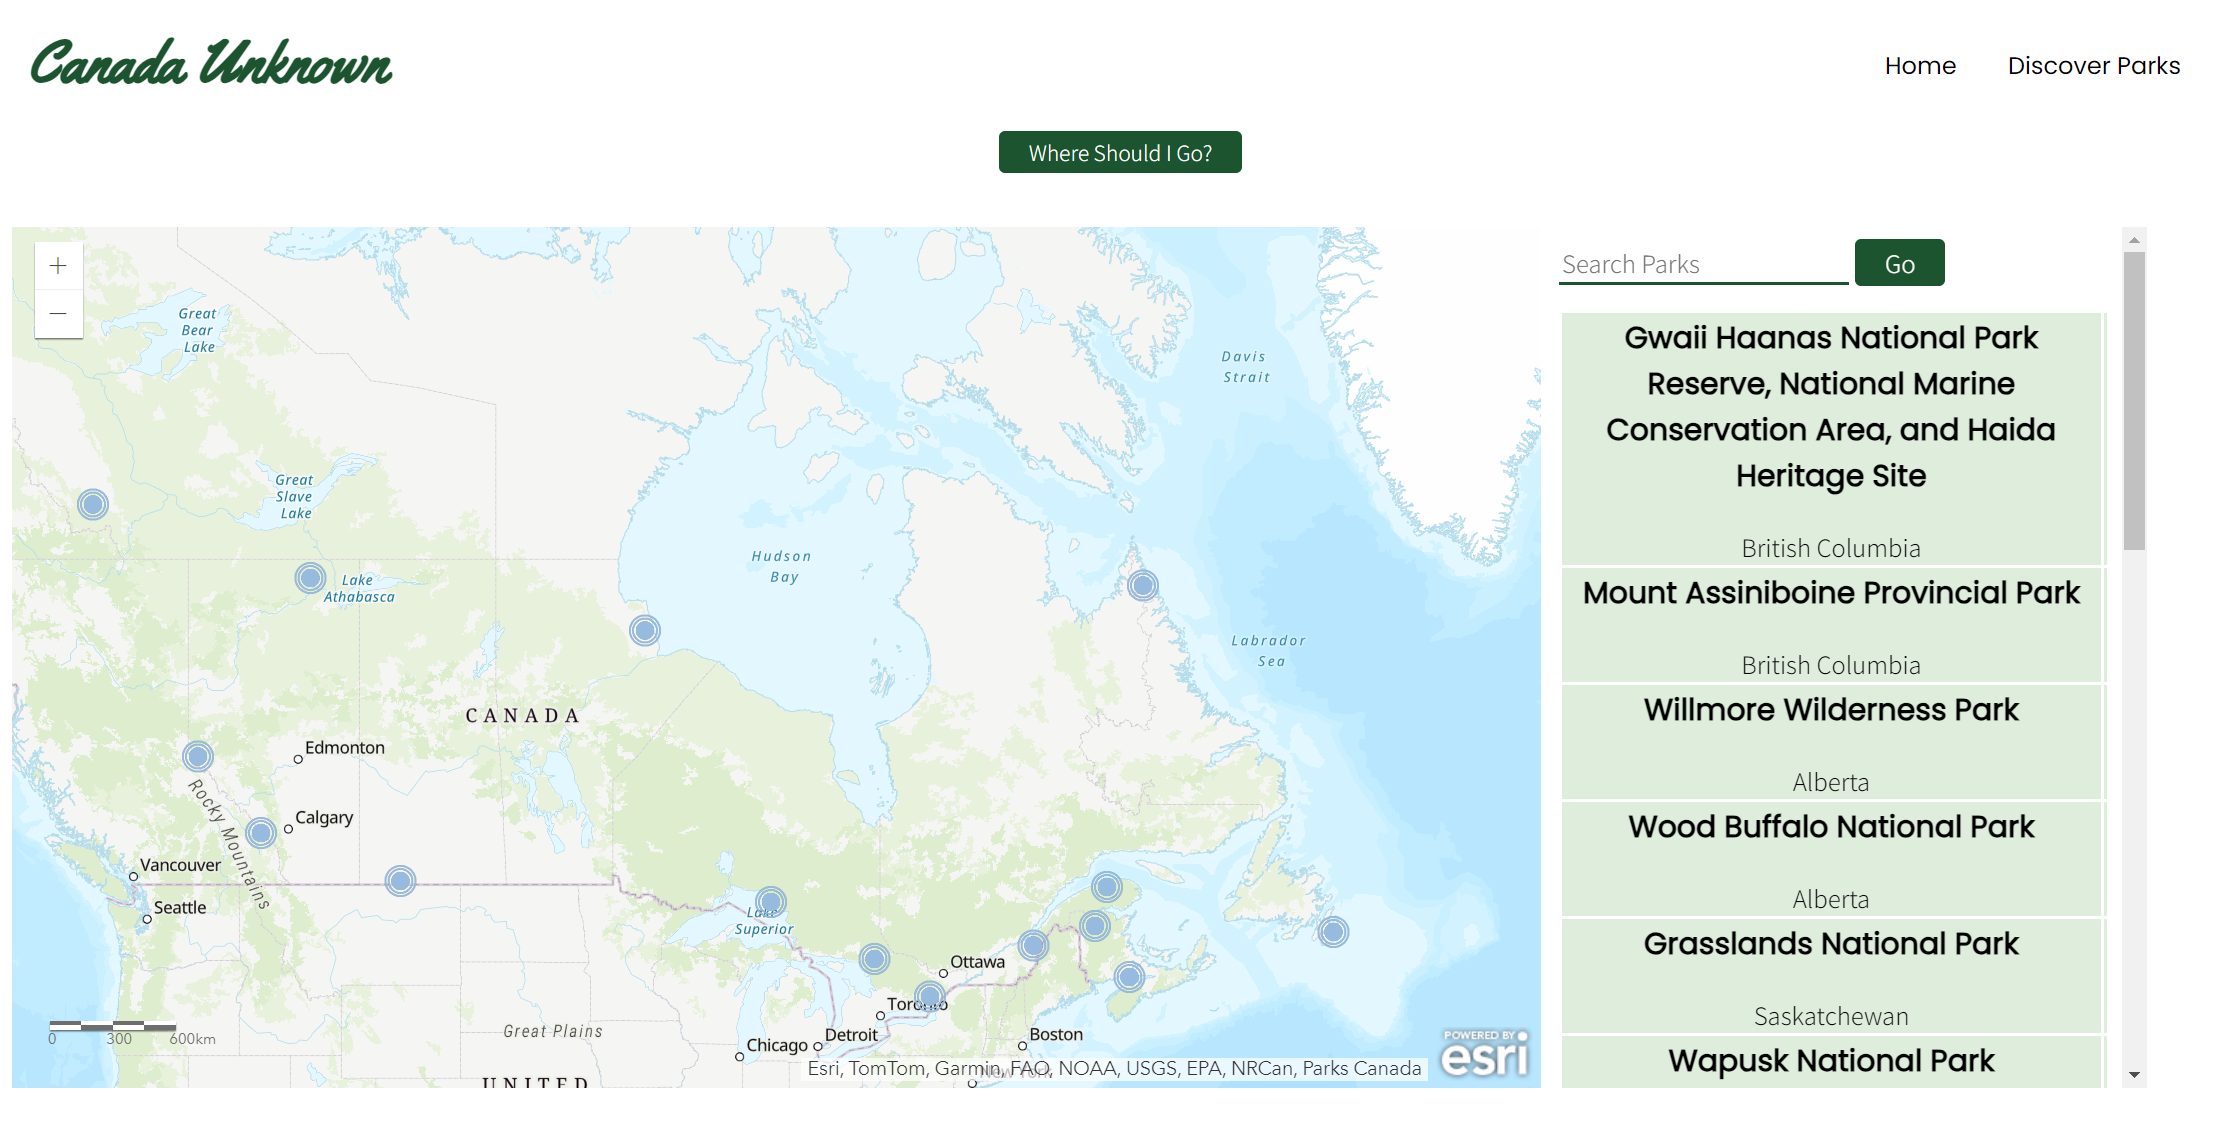 Canada Unknown
Home
Discover Parks
Where Should I Go?
+
−
Great
Bear
Lake
Great
Slave
Lake
Lake
Athabasca
Hudson
Bay
Davis
Strait
Labrador
Sea
CANADA
Edmonton
Calgary
Rocky Mountains
Vancouver
Seattle
Lake
Superior
Ottawa
Toronto
Great Plains
Detroit
Chicago
Boston
New York
UNITED
0 300 600km
Esri, TomTom, Garmin, FAO, NOAA, USGS, EPA, NRCan, Parks Canada
POWERED BY
esri
Search Parks
Go
Gwaii Haanas National Park
Reserve, National Marine
Conservation Area, and Haida
Heritage Site
British Columbia
Mount Assiniboine Provincial Park
British Columbia
Willmore Wilderness Park
Alberta
Wood Buffalo National Park
Alberta
Grasslands National Park
Saskatchewan
Wapusk National Park